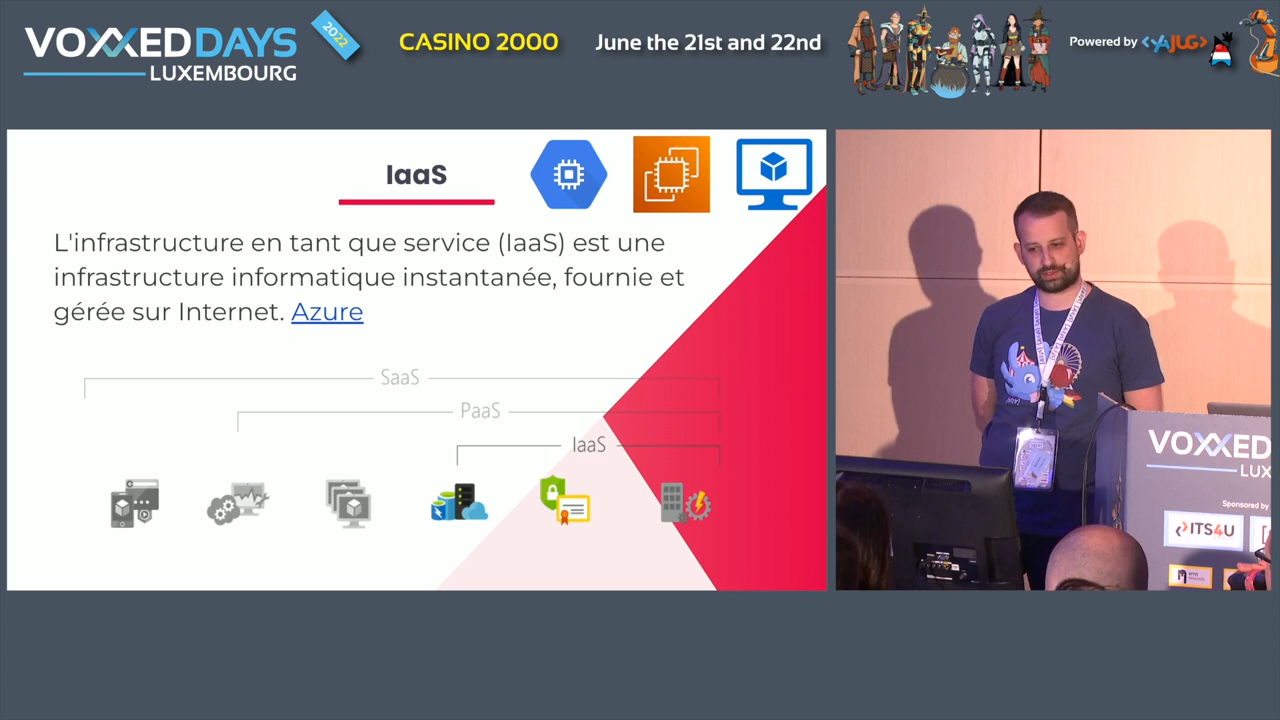 VOXXEDDAYS
LUXEMBOURG
2022
CASINO 2000
June the 21st and 22nd
Powered by <YAJUG>
IaaS
L'infrastructure en tant que service (IaaS) est une
infrastructure informatique instantanée, fournie et
gérée sur Internet. Azure
SaaS
PaaS
IaaS
VOXXED
LUX
Sponsored by
ITS4U